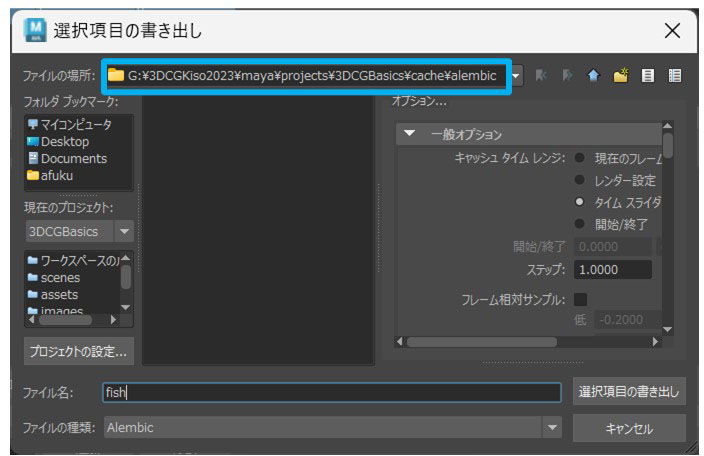 選択項目の書き出し
ファイルの場所: G:¥3DCGKiso2023¥maya¥projects¥3DCGBasics¥cache¥alembic
フォルダ ブックマーク:
マイコンピュータ
Desktop
Documents
afuku
現在のプロジェクト:
3DCGBasics
ワークスペースの
scenes
assets
images
プロジェクトの設定...
オプション...
一般オプション
キャッシュ タイム レンジ: 現在のフレーム
レンダー設定
タイム スライダ
開始/終了
開始/終了 0.0000
ステップ: 1.0000
フレーム相対サンプル:
低 -0.2000
ファイル名: fish
選択項目の書き出し
ファイルの種類: Alembic
キャンセル